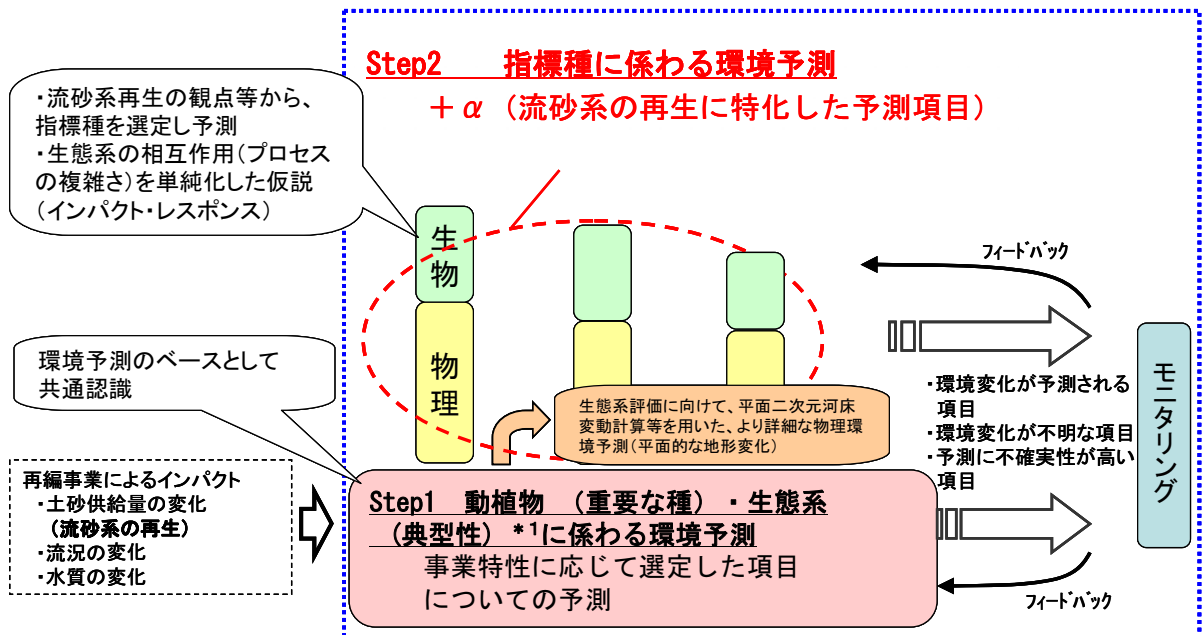 Step2 指標種に係わる環境予測
+α（流砂系の再生に特化した予測項目）
・流砂系再生の観点等から、
指標種を選定し予測
・生態系の相互作用（プロセス
の複雑さ）を単純化した仮説
（インパクト・レスポンス）
生物
物理
ﾌｨｰﾄﾞﾊﾞｯｸ
環境予測のベースとして
共通認識
生態系評価に向けて、平面二次元河床
変動計算等を用いた、より詳細な物理環
境予測（平面的な地形変化）
・環境変化が予測される
項目
・環境変化が不明な項目
・予測に不確実性が高い
項目
モニタリング
再編事業によるインパクト
・土砂供給量の変化
（流砂系の再生）
・流況の変化
・水質の変化
Step1 動植物 （重要な種）・生態系
（典型性）*1に係わる環境予測
事業特性に応じて選定した項目
についての予測
ﾌｨｰﾄﾞﾊﾞｯｸ